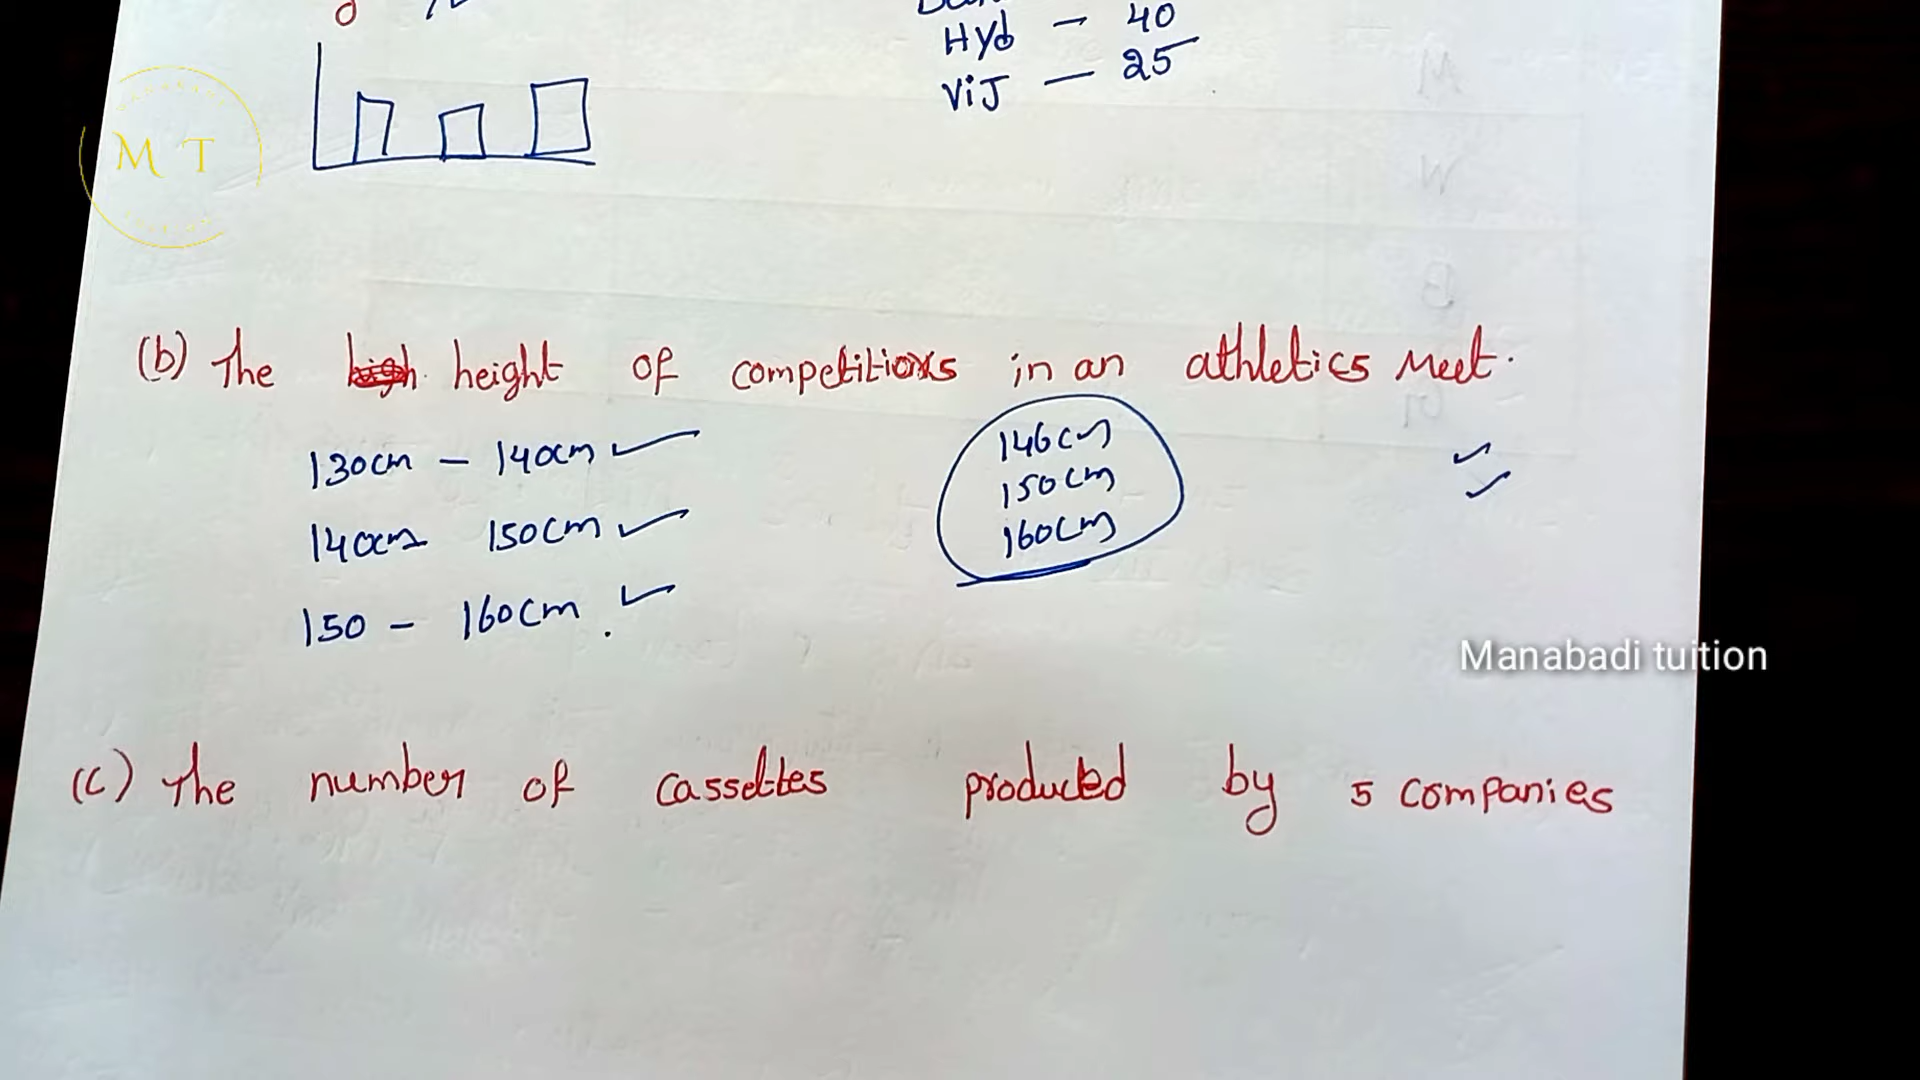 Hyd - 40
Vij - 25
M T
(b) The height of competitiors in an athletics meet.
130cm - 140cm
146cm
150cm
160cm
140cm 150cm
150 - 160cm
Manabadi tuition
(c) The number of cassettes produced by 5 companies